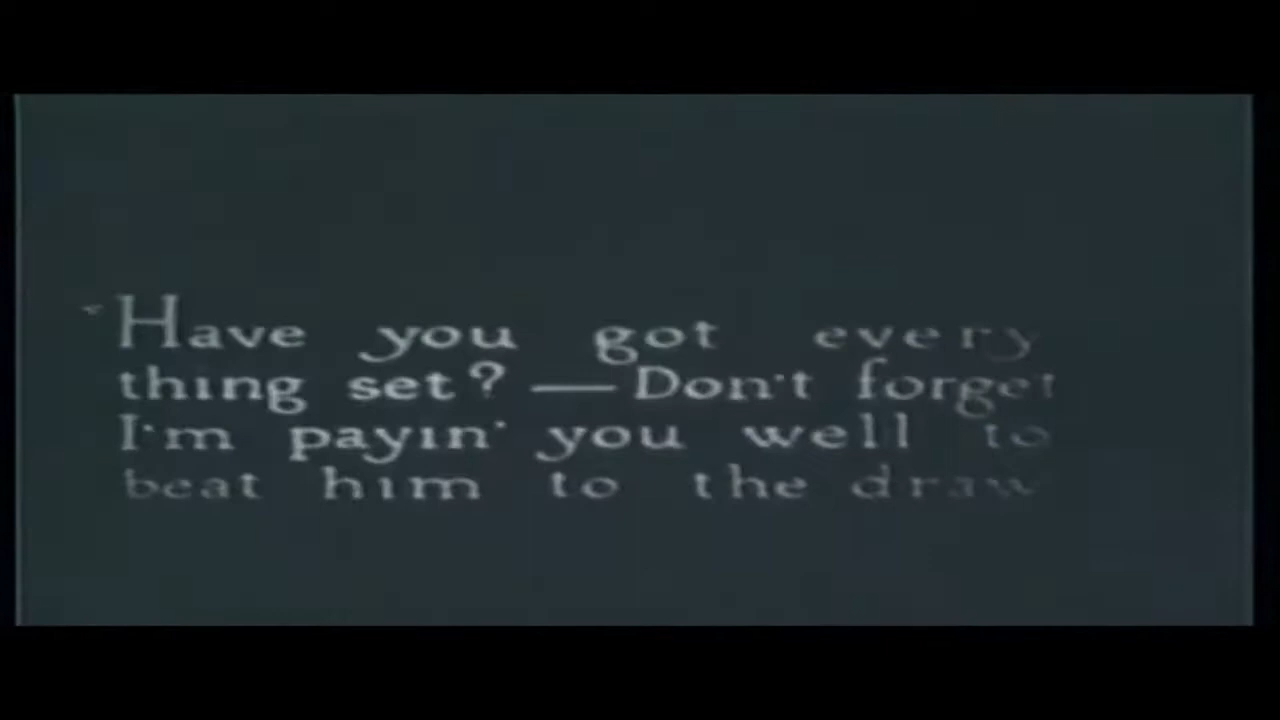 "Have you got every
thing set? — Don't forget
I'm payin' you well to
beat him to the draw